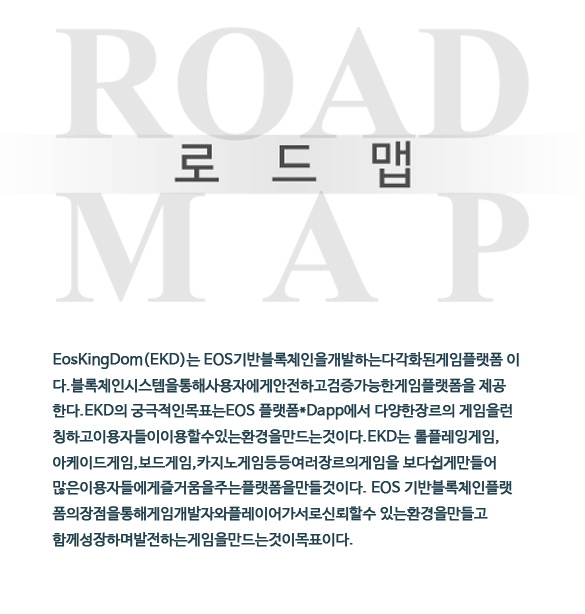 ROAD
로 드 맵
MAP
EosKingDom(EKD)는 EOS기반블록체인을개발하는다각화된게임플랫폼 이
다.블록체인시스템을통해사용자에게안전하고검증가능한게임플랫폼을 제공
한다.EKD의 궁극적인목표는EOS 플랫폼*Dapp에서 다양한장르의 게임을런
칭하고이용자들이이용할수있는환경을만드는것이다.EKD는 롤플레잉게임,
아케이드게임,보드게임,카지노게임등등여러장르의게임을 보다쉽게만들어
많은이용자들에게즐거움을주는플랫폼을만들것이다. EOS 기반블록체인플랫
폼의장점을통해게임개발자와플레이어가서로신뢰할수 있는환경을만들고
함께성장하며발전하는게임을만드는것이목표이다.